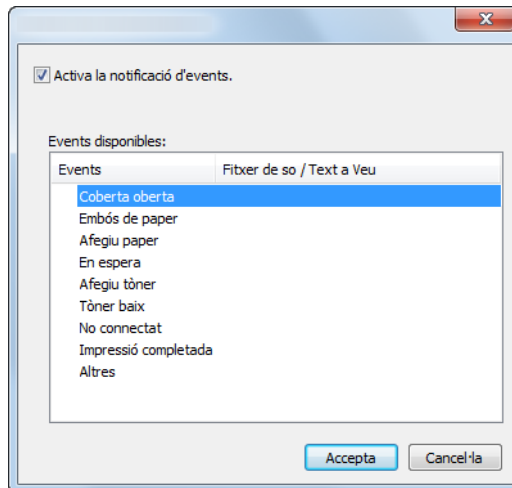 Activa la notificació d'events.
Events disponibles:
Events Fitxer de so / Text a Veu
Coberta oberta
Embós de paper
Afegiu paper
En espera
Afegiu tòner
Tòner baix
No connectat
Impressió completada
Altres
Accepta Cancel·la